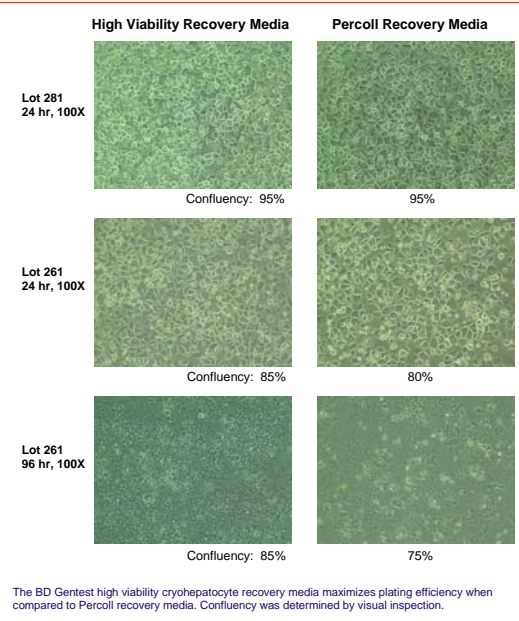 High Viability Recovery Media
Percoll Recovery Media
Lot 281
24 hr, 100X
Confluency: 95%
95%
Lot 261
24 hr, 100X
Confluency: 85%
80%
Lot 261
96 hr, 100X
Confluency: 85%
75%
The BD Gentest high viability cryohepatocyte recovery media maximizes plating efficiency when
compared to Percoll recovery media. Confluency was determined by visual inspection.